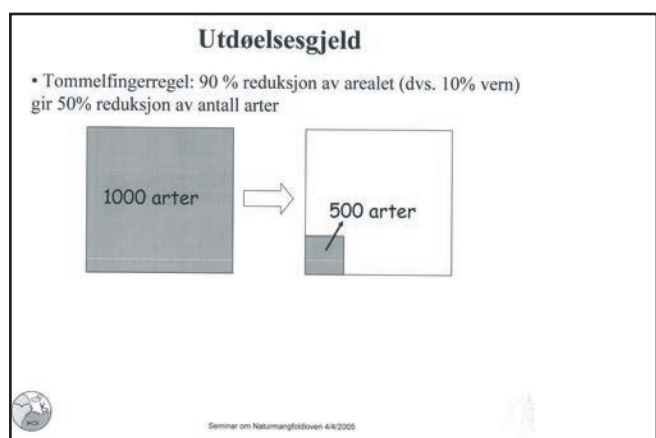 Utdøelsesgjeld
• Tommelfingerregel: 90 % reduksjon av arealet (dvs. 10% vern)
gir 50% reduksjon av antall arter
1000 arter
500 arter
Seminar om Naturmangfoldloven 4/4/2005